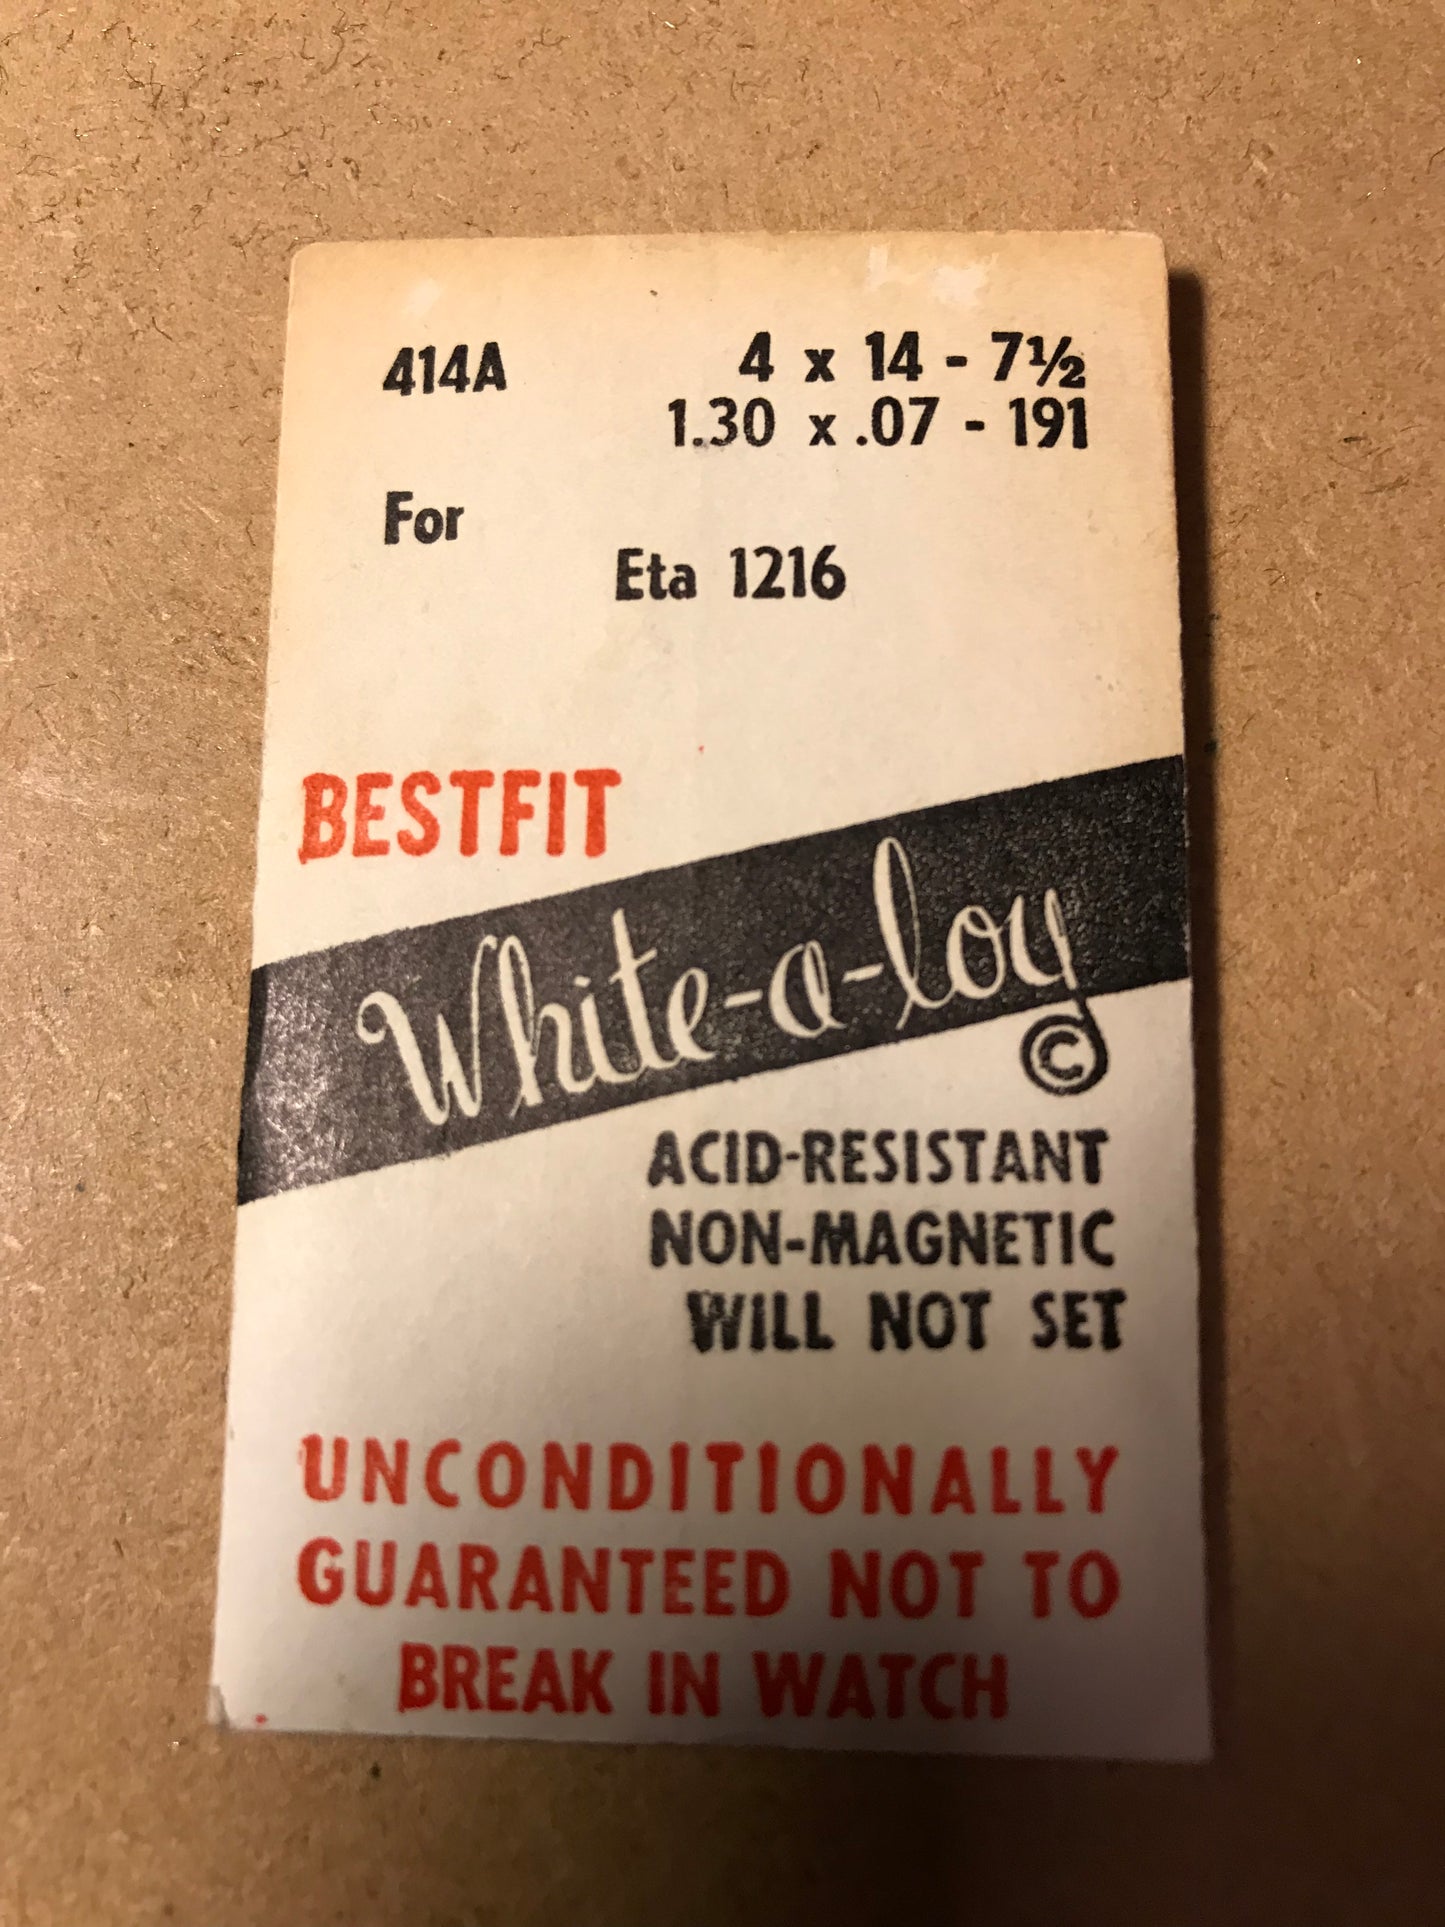 414A 4 x 14 - 7½
1.30 x .07 - 191
For
Eta 1216
BESTFIT
White-a-loy
©
ACID-RESISTANT
NON-MAGNETIC
WILL NOT SET
UNCONDITIONALLY
GUARANTEED NOT TO
BREAK IN WATCH